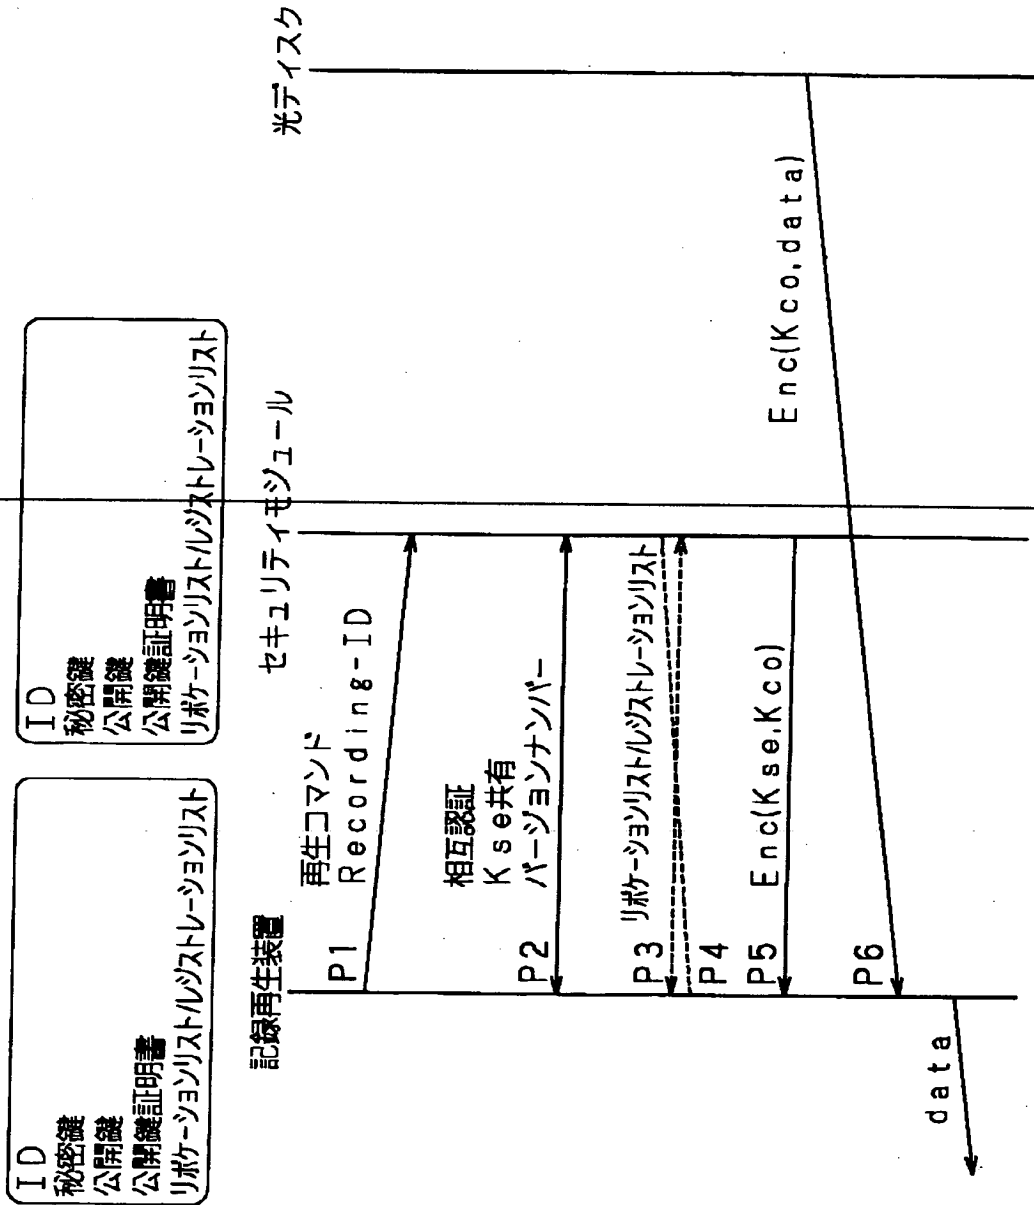 ID
秘密鍵
公開鍵
公開鍵証明書
リボケーションリスト/レジストレーションリスト
ID
秘密鍵
公開鍵
公開鍵証明書
リボケーションリスト/レジストレーションリスト
記録再生装置
セキュリティモジュール
光ディスク
P1
再生コマンド
Recording-ID
P2
相互認証
Kse共有
バージョンナンバー
P3
リボケーションリスト/レジストレーションリスト
P4
P5
Enc(Kse,Kco)
P6
Enc(Kco,data)
data